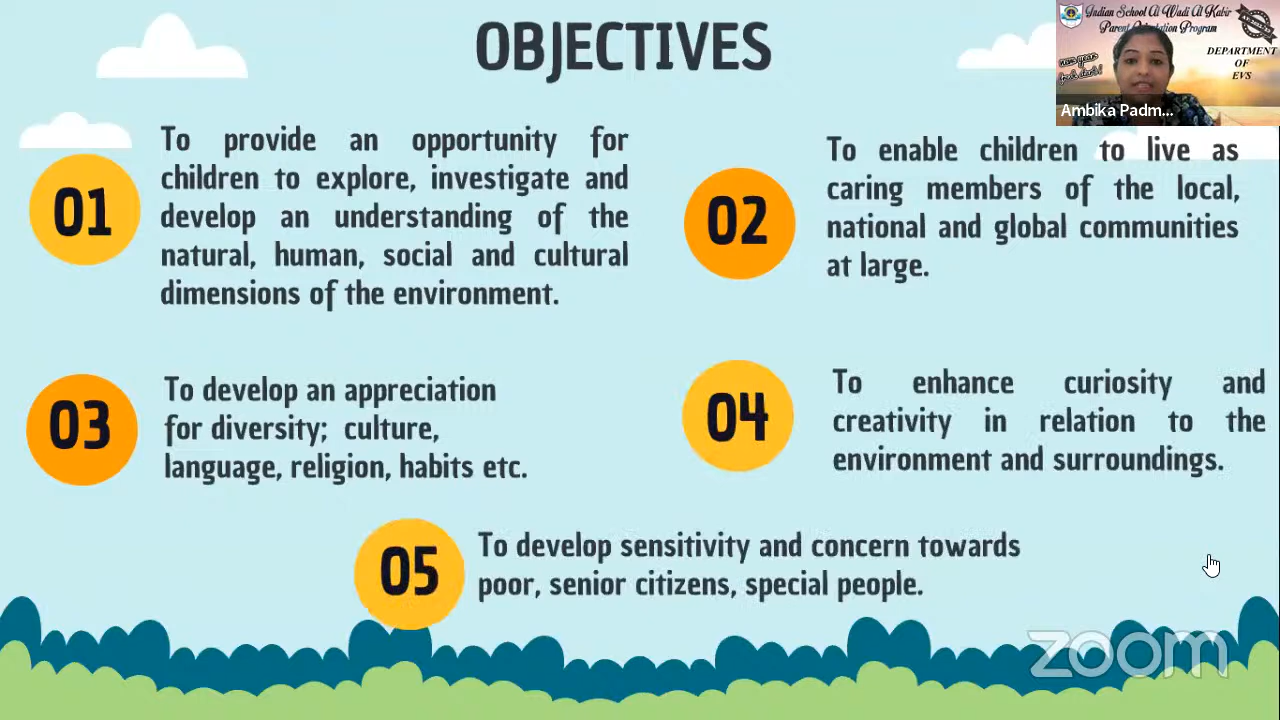 OBJECTIVES
Indian School Al Wadi Al Kabir
Parent Orientation Program
DEPARTMENT
OF
EVS
Ambika Padm...
01
To provide an opportunity for
children to explore, investigate and
develop an understanding of the
natural, human, social and cultural
dimensions of the environment.
02
To enable children to live as
caring members of the local,
national and global communities
at large.
03
To develop an appreciation
for diversity; culture,
language, religion, habits etc.
04
To enhance curiosity and
creativity in relation to the
environment and surroundings.
05
To develop sensitivity and concern towards
poor, senior citizens, special people.
zoom